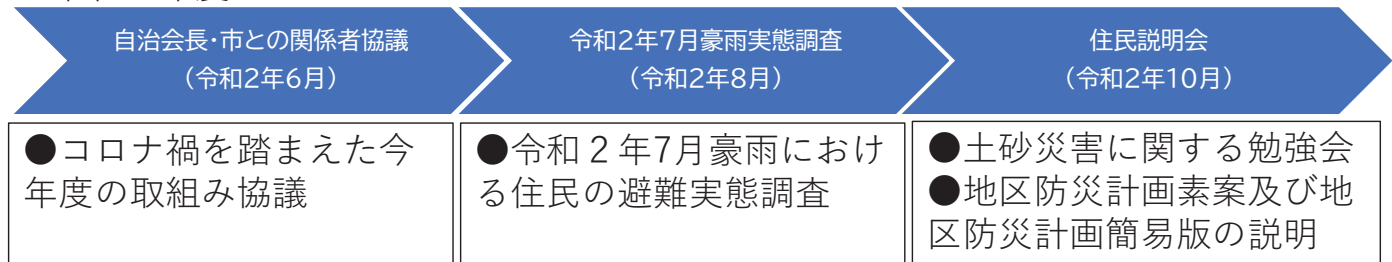 自治会長・市との関係者協議
（令和2年6月）
令和2年7月豪雨実態調査
（令和2年8月）
住民説明会
（令和2年10月）
●コロナ禍を踏まえた今
年度の取組み協議
●令和２年7月豪雨におけ
る住民の避難実態調査
●土砂災害に関する勉強会
●地区防災計画素案及び地
区防災計画簡易版の説明